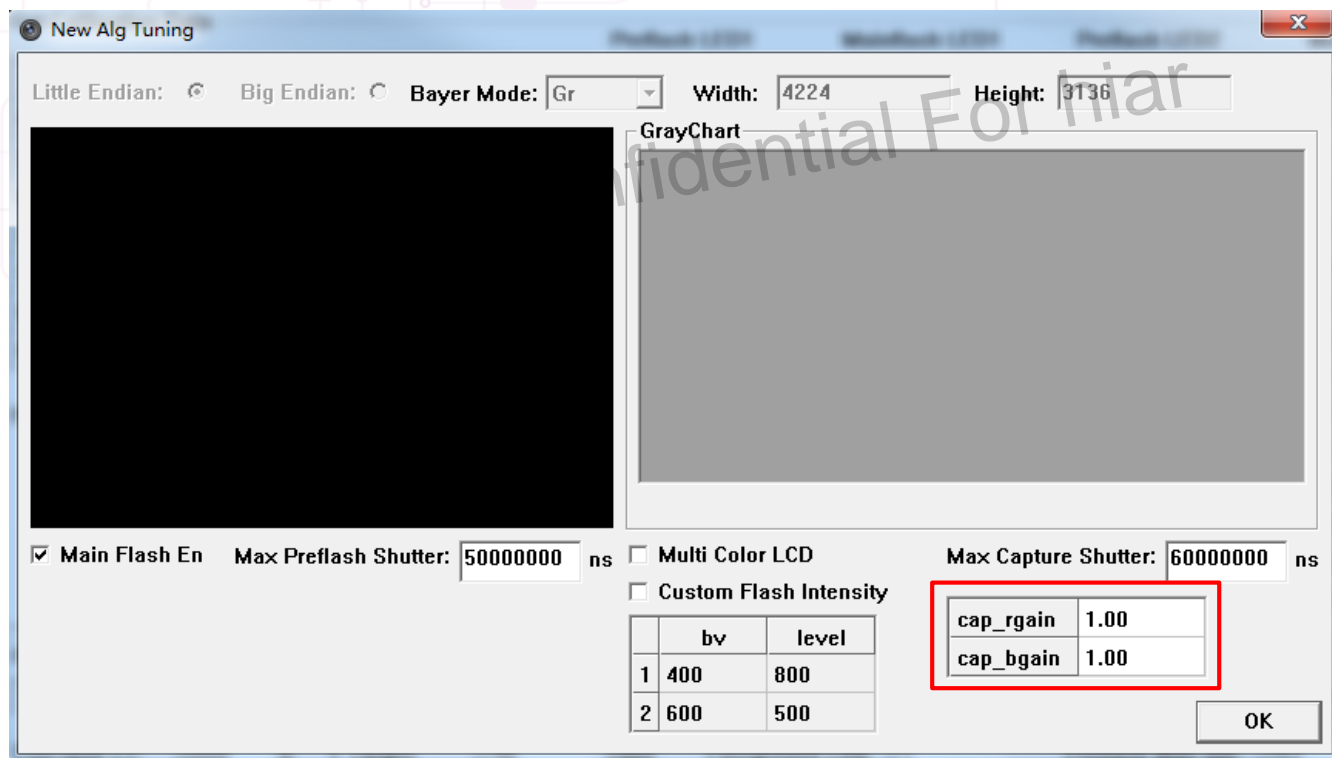 New Alg Tuning
Little Endian: Big Endian: Bayer Mode: Gr Width: 4224 Height: 3136
GrayChart
nfidential For hiar
Main Flash En Max Preflash Shutter: 50000000 ns Multi Color LCD Max Capture Shutter: 60000000 ns
Custom Flash Intensity
cap_rgain 1.00
bv level
cap_bgain 1.00
1 400 800
2 600 500
OK